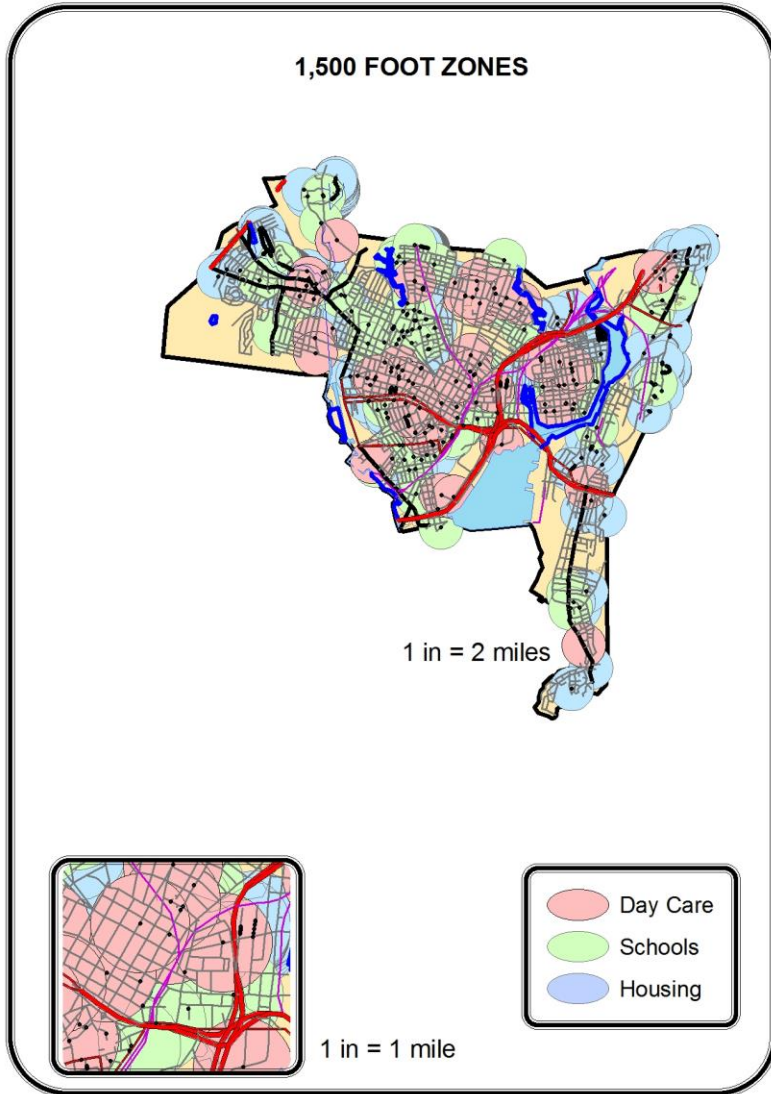 1,500 FOOT ZONES
1 in = 2 miles
Day Care
Schools
Housing
1 in = 1 mile